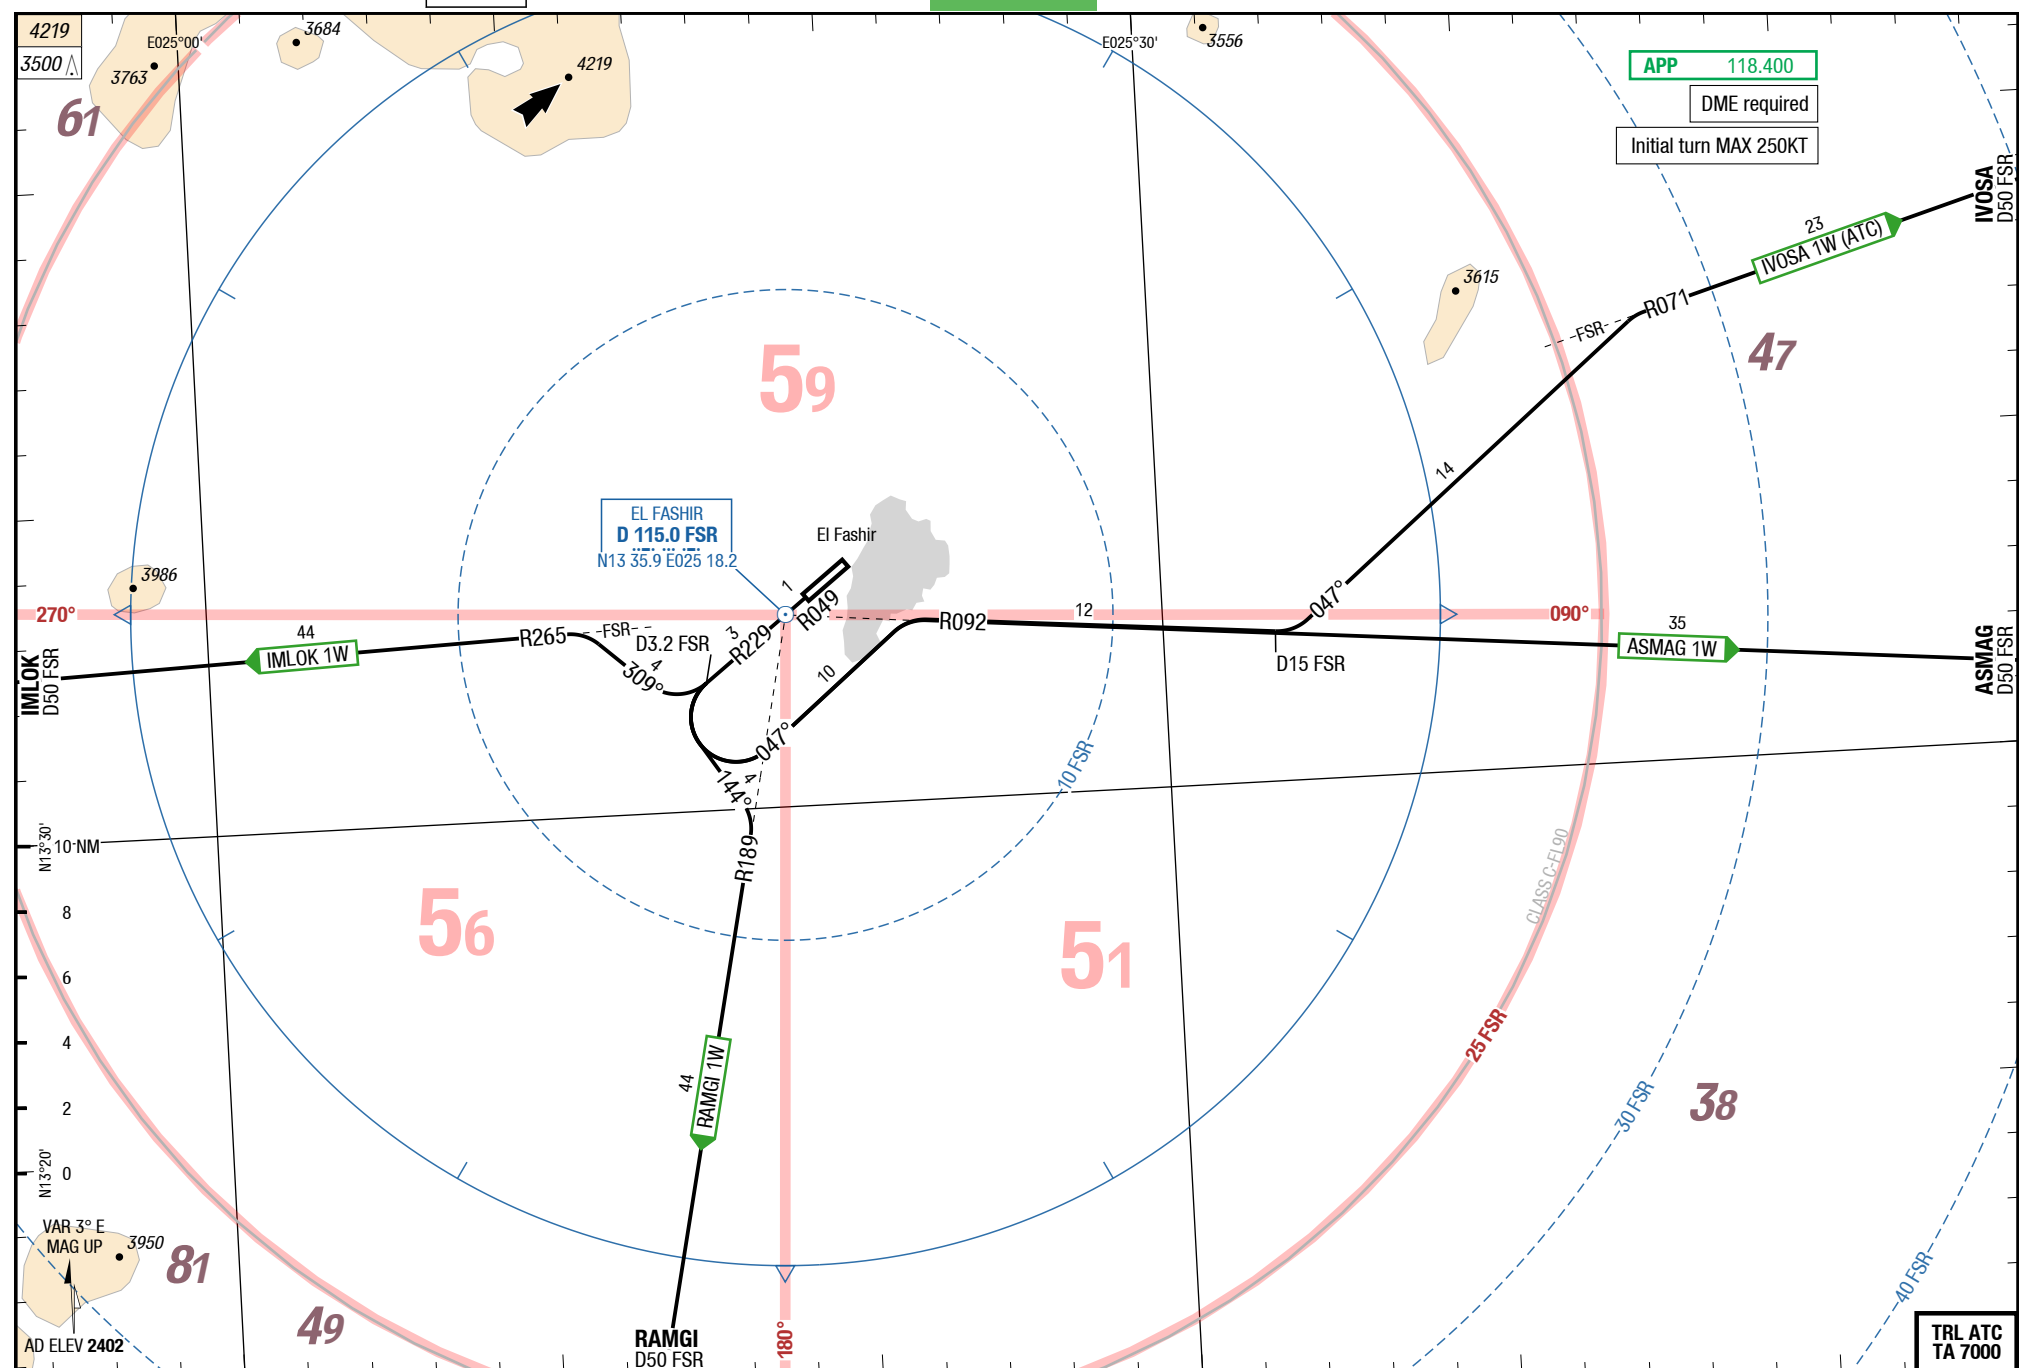 4219
3500
E025°00'
3684
3763
61
4219
E025°30'
3556
APP 118.400
DME required
Initial turn MAX 250KT
IVOSA
D50 FSR
23
IVOSA 1W (ATC)
3615
R071
FSR
47
59
14
EL FASHIR
D 115.0 FSR
N13 35.9 E025 18.2
El Fashir
3986
1
R049
047°
270°
12
090°
44
IMLOK 1W
R265
FSR
D3.2 FSR
3
R229
R092
35
ASMAG 1W
ASMAG
D50 FSR
IMLOK
D50 FSR
4
309°
10
D15 FSR
047°
4
144°
10 FSR
N13°30'
10 NM
R189
CLASS C-FL90
8
56
51
6
4
25 FSR
44
RAMGI 1W
2
30 FSR
38
N13°20'
0
VAR 3° E
MAG UP
3950
81
40 FSR
49
AD ELEV 2402
RAMGI
D50 FSR
180°
TRL ATC
TA 7000